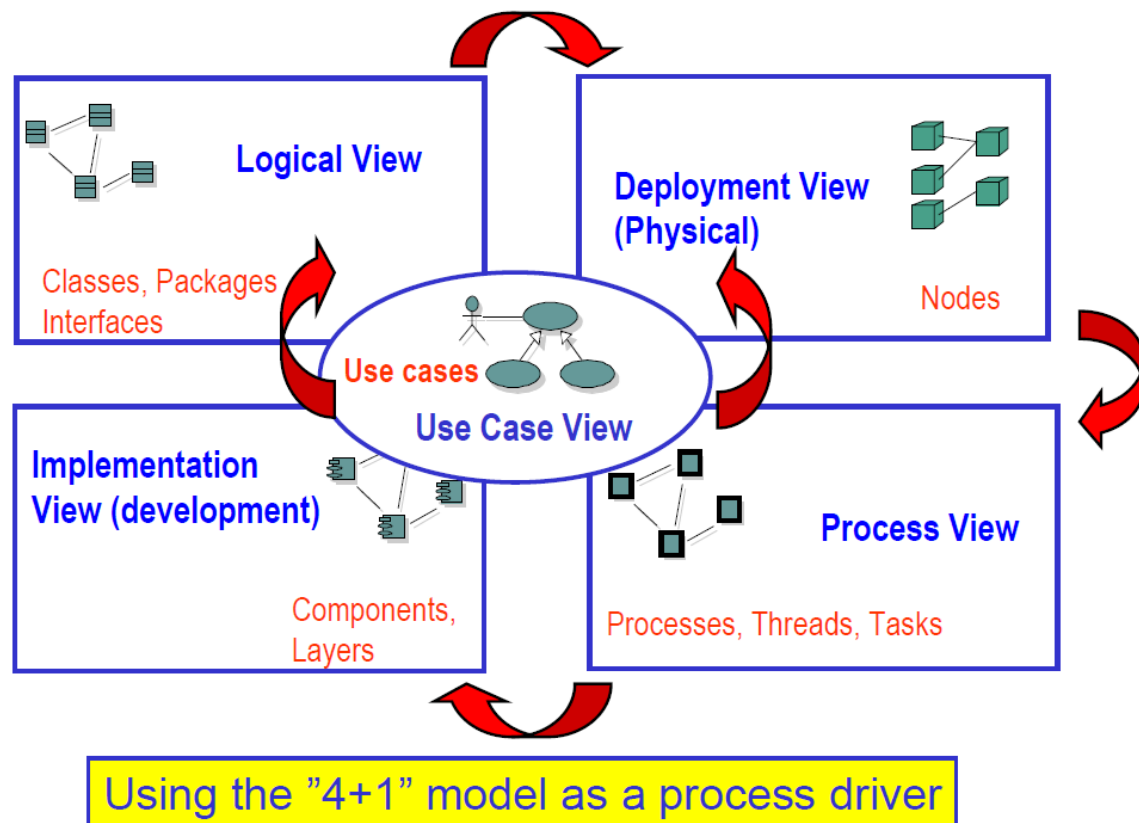 Logical View
Classes, Packages
Interfaces
Deployment View
(Physical)
Nodes
Use cases
Use Case View
Implementation
View (development)
Components,
Layers
Process View
Processes, Threads, Tasks
Using the ”4+1” model as a process driver